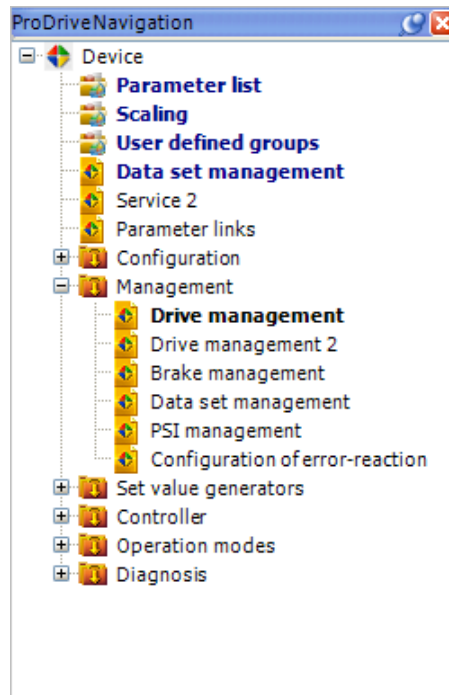 ProDriveNavigation
Device
Parameter list
Scaling
User defined groups
Data set management
Service 2
Parameter links
Configuration
Management
Drive management
Drive management 2
Brake management
Data set management
PSI management
Configuration of error-reaction
Set value generators
Controller
Operation modes
Diagnosis